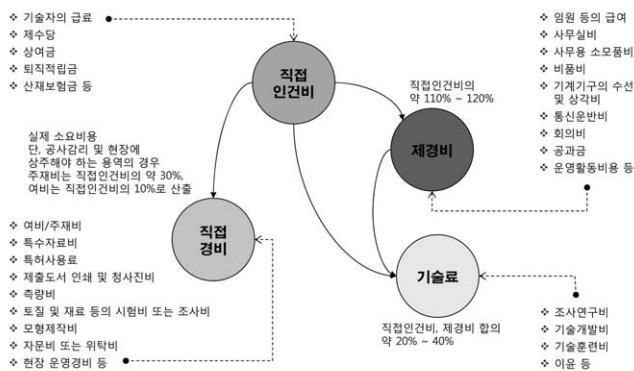 ❖ 기술자의 급료
❖ 제수당
❖ 상여금
❖ 퇴직적립금
❖ 산재보험금 등
직접
인건비
직접인건비의
약 110% ~ 120%
❖ 임원 등의 급여
❖ 사무실비
❖ 사무용 소모품비
❖ 비품비
❖ 기계기구의 수선
및 상각비
❖ 통신운반비
❖ 회의비
❖ 공과금
❖ 운영활동비용 등
제경비
실제 소요비용
단, 공사감리 및 현장에
상주해야 하는 용역의 경우
주재비는 직접인건비의 약 30%,
여비는 직접인건비의 10%로 산출
직접
경비
❖ 여비/주재비
❖ 특수자료비
❖ 특허사용료
❖ 제출도서 인쇄 및 청사진비
❖ 측량비
❖ 토질 및 재료 등의 시험비 또는 조사비
❖ 모형제작비
❖ 자문비 또는 위탁비
❖ 현장 운영경비 등
기술료
직접인건비, 제경비 합의
약 20% ~ 40%
❖ 조사연구비
❖ 기술개발비
❖ 기술훈련비
❖ 이윤 등